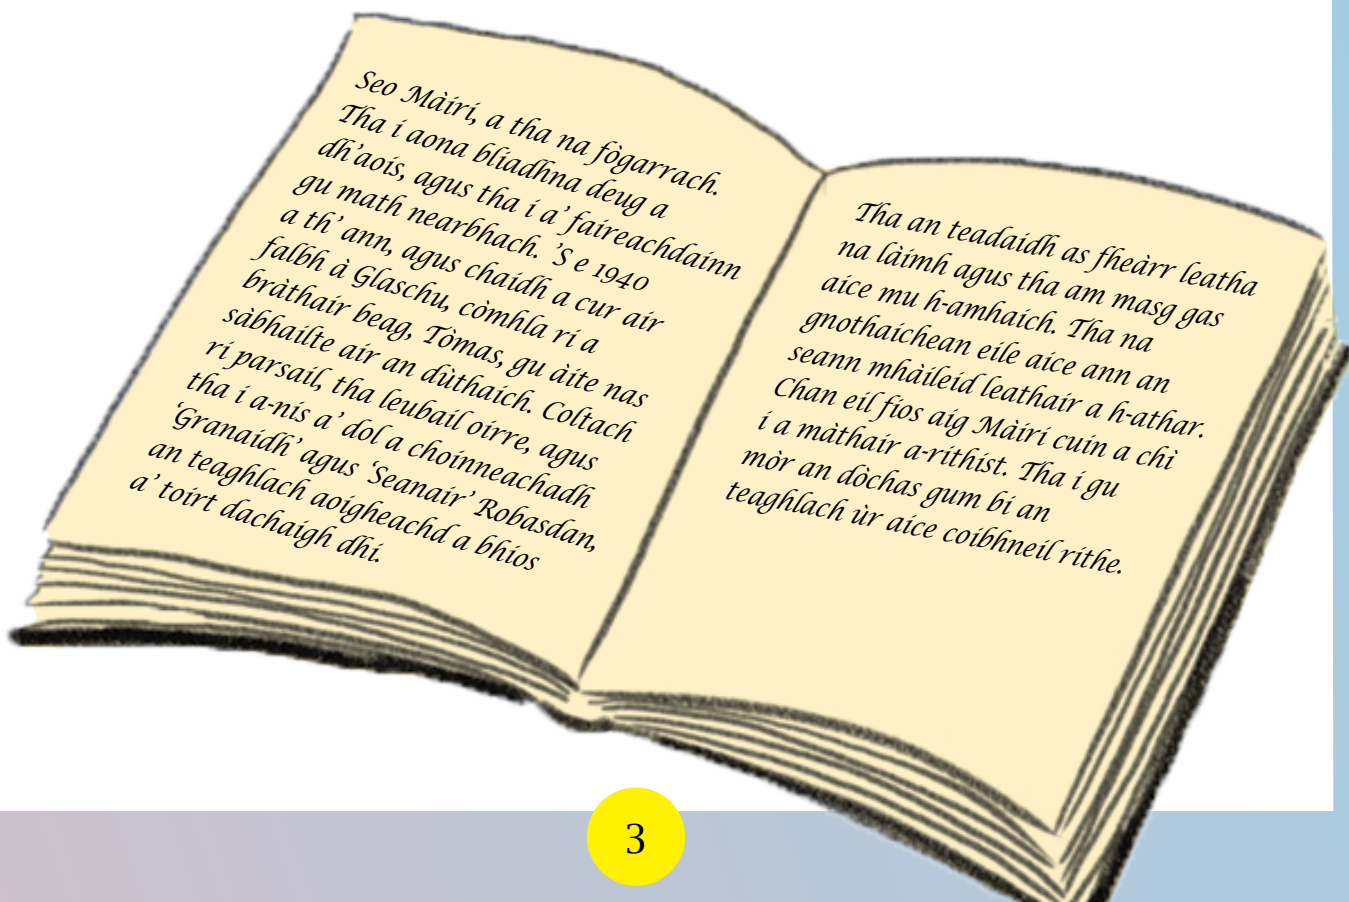 Seo Màiri, a tha na fògarrach.
Tha i aona bliadhna deug a
dh’aois, agus tha i a’ faireachdainn
gu math nearbhach. ’S e 1940
a th’ ann, agus chaidh a cur air
falbh à Glaschu, còmhla ri a
bràthair beag, Tòmas, gu àite nas
sàbhailte air an dùthaich. Coltach
ri parsail, tha leubail oirre, agus
tha i a-nis a’ dol a choinneachadh
‘Granaidh’ agus ‘Seanair’ Robasdan,
an teaghlach aoigheachd a bhios
a’ toirt dachaigh dhi.
Tha an teadaidh as fheàrr leatha
na làimh agus tha am masg gas
aice mu h-amhaich. Tha na
gnothaichean eile aice ann an
seann mhàileid leathair a h-athar.
Chan eil fios aig Màiri cuin a chì
i a màthair a-rithist. Tha i gu
mòr an dòchas gum bi an
teaghlach ùr aice coibhneil rithe.
3